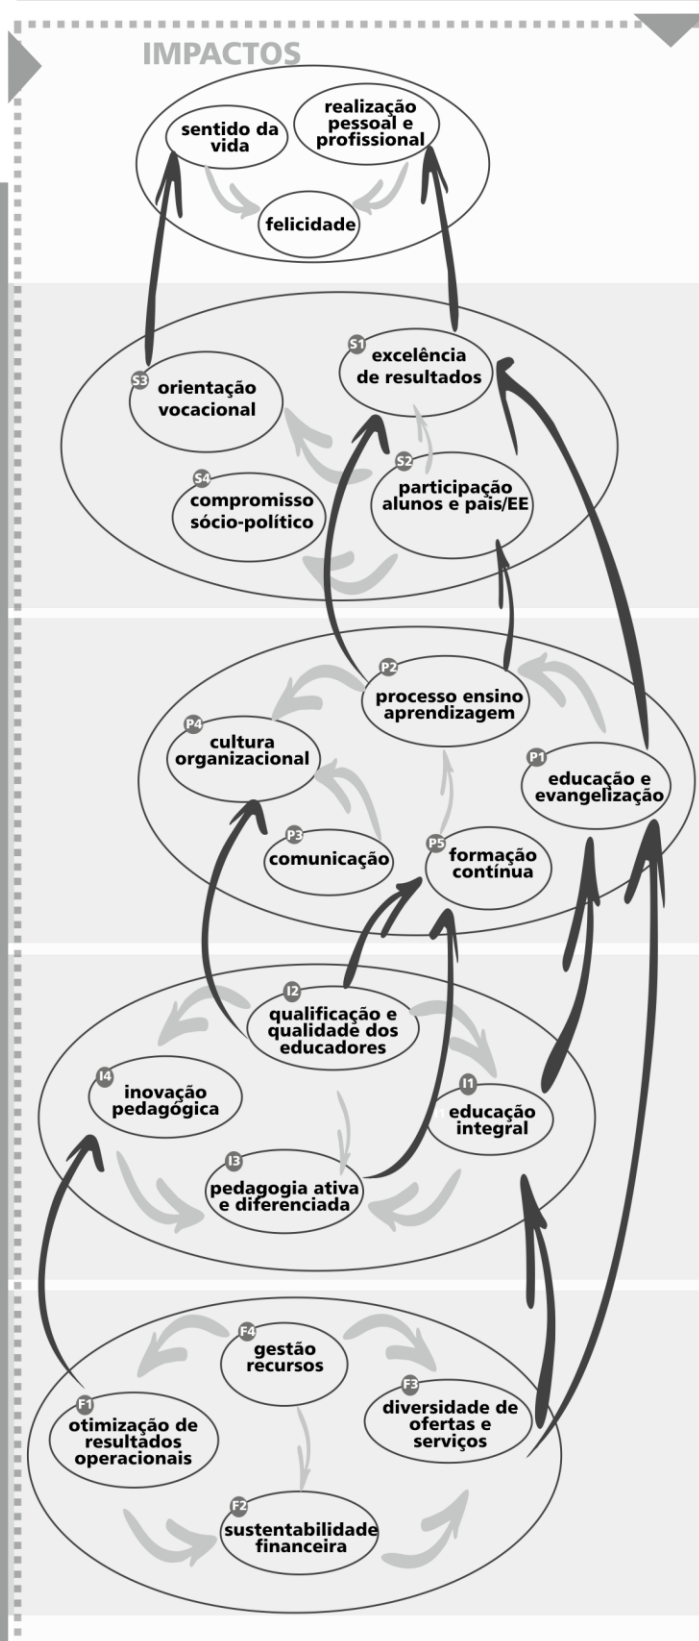 IMPACTOS
sentido da
vida
realização
pessoal e
profissional
felicidade
S1
excelência
de resultados
S3
orientação
vocacional
S2
participação
alunos e pais/EE
S4
compromisso
sócio-político
P2
processo ensino
aprendizagem
P4
cultura
organizacional
P1
educação e
evangelização
P3
comunicação
P5
formação
contínua
I2
qualificação e
qualidade dos
educadores
I4
inovação
pedagógica
I1
educação
integral
I3
pedagogia ativa
e diferenciada
F4
gestão
recursos
F3
diversidade de
ofertas e
serviços
F1
otimização de
resultados
operacionais
F2
sustentabilidade
financeira